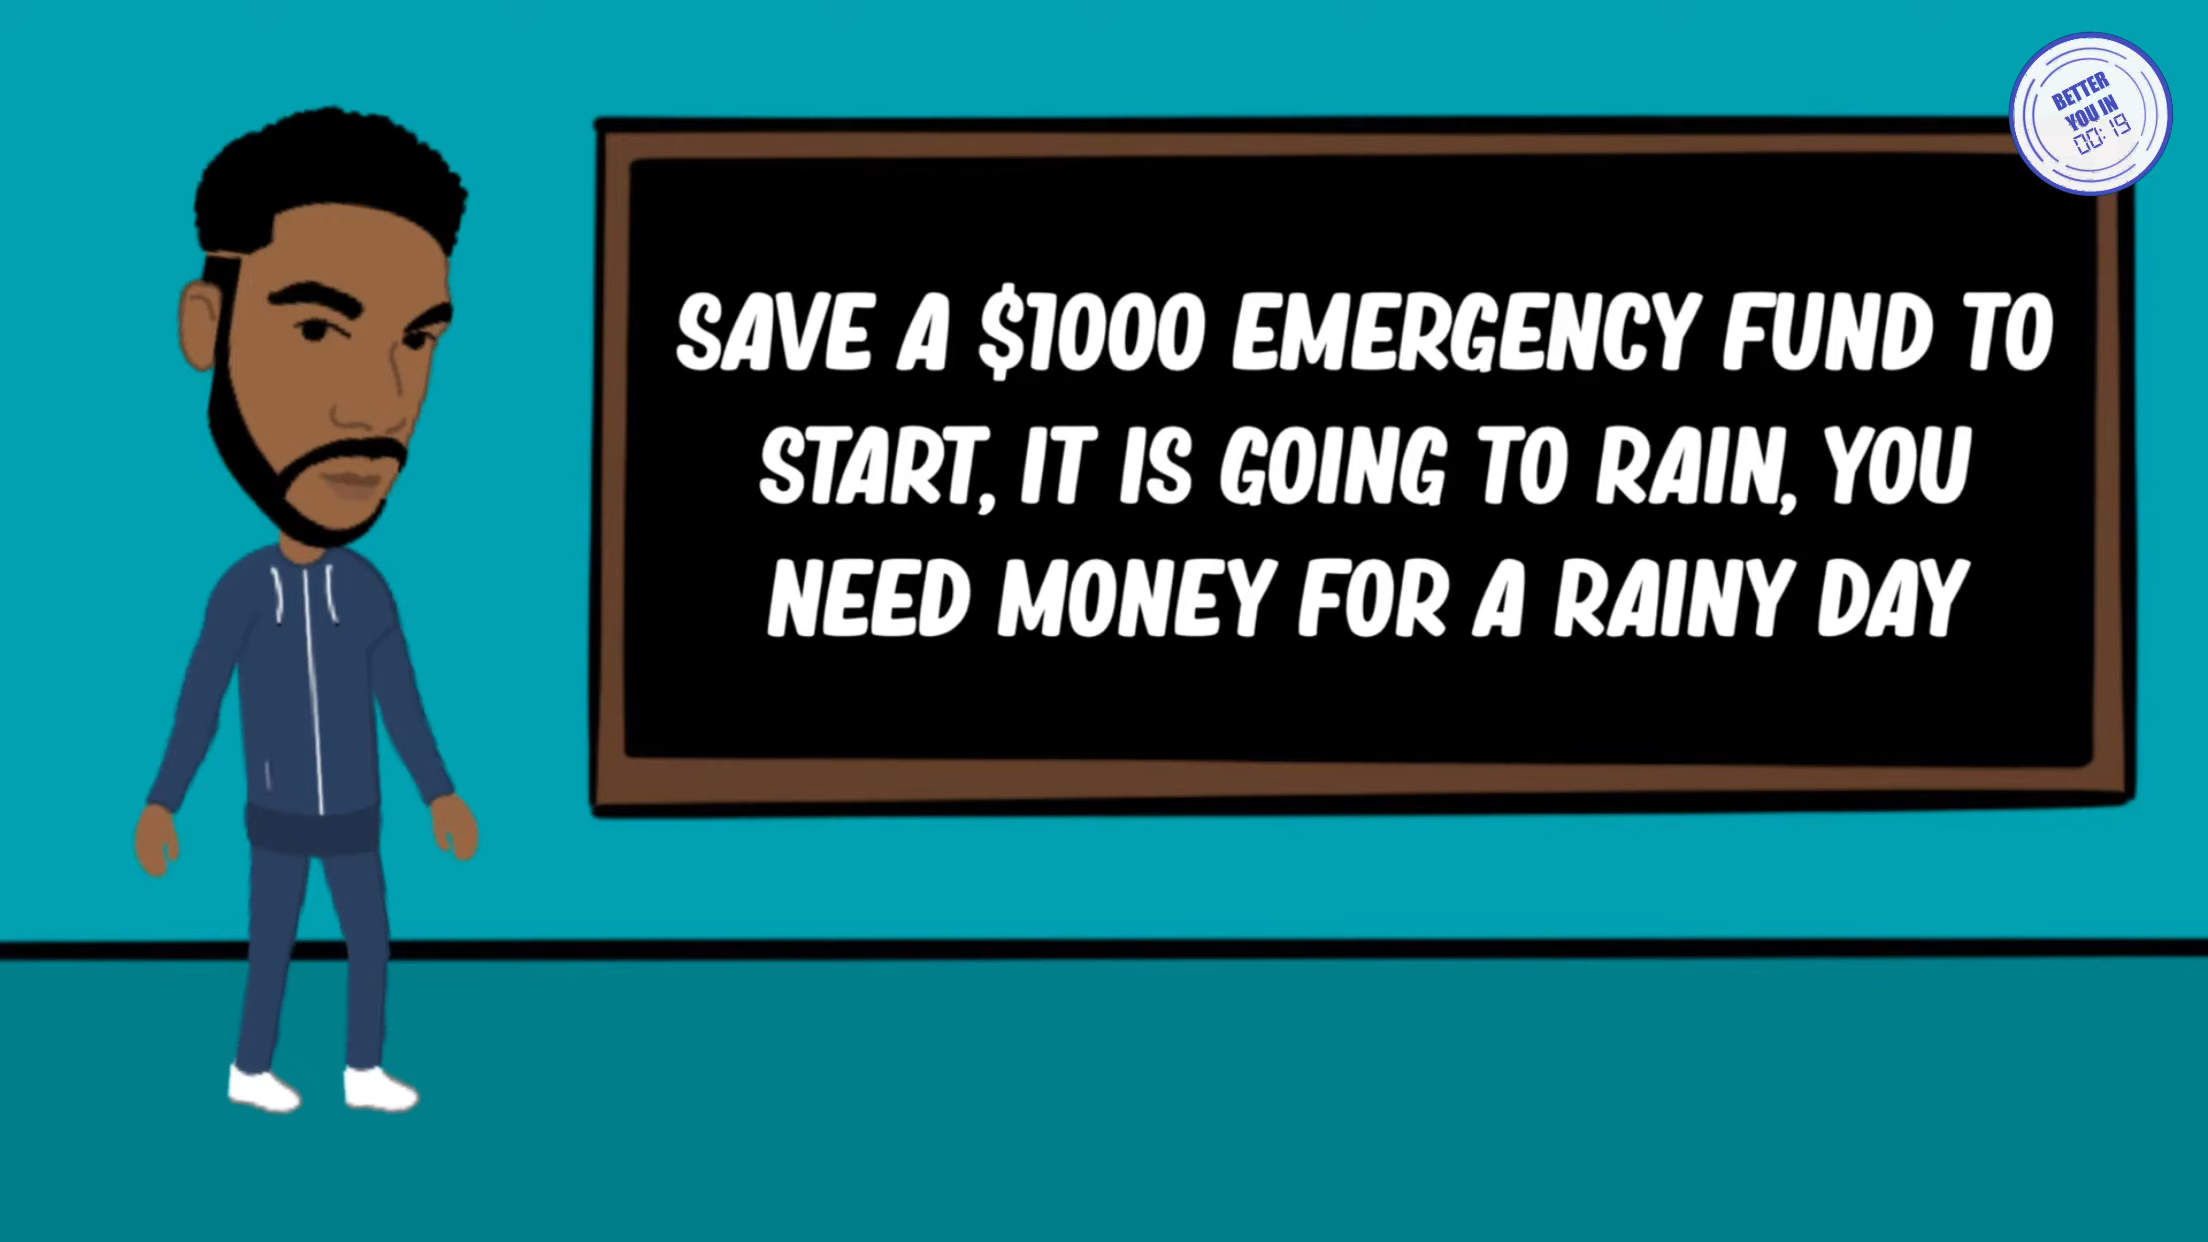 BETTER
YOU IN
00:19
SAVE A $1000 EMERGENCY FUND TO
START, IT IS GOING TO RAIN, YOU
NEED MONEY FOR A RAINY DAY